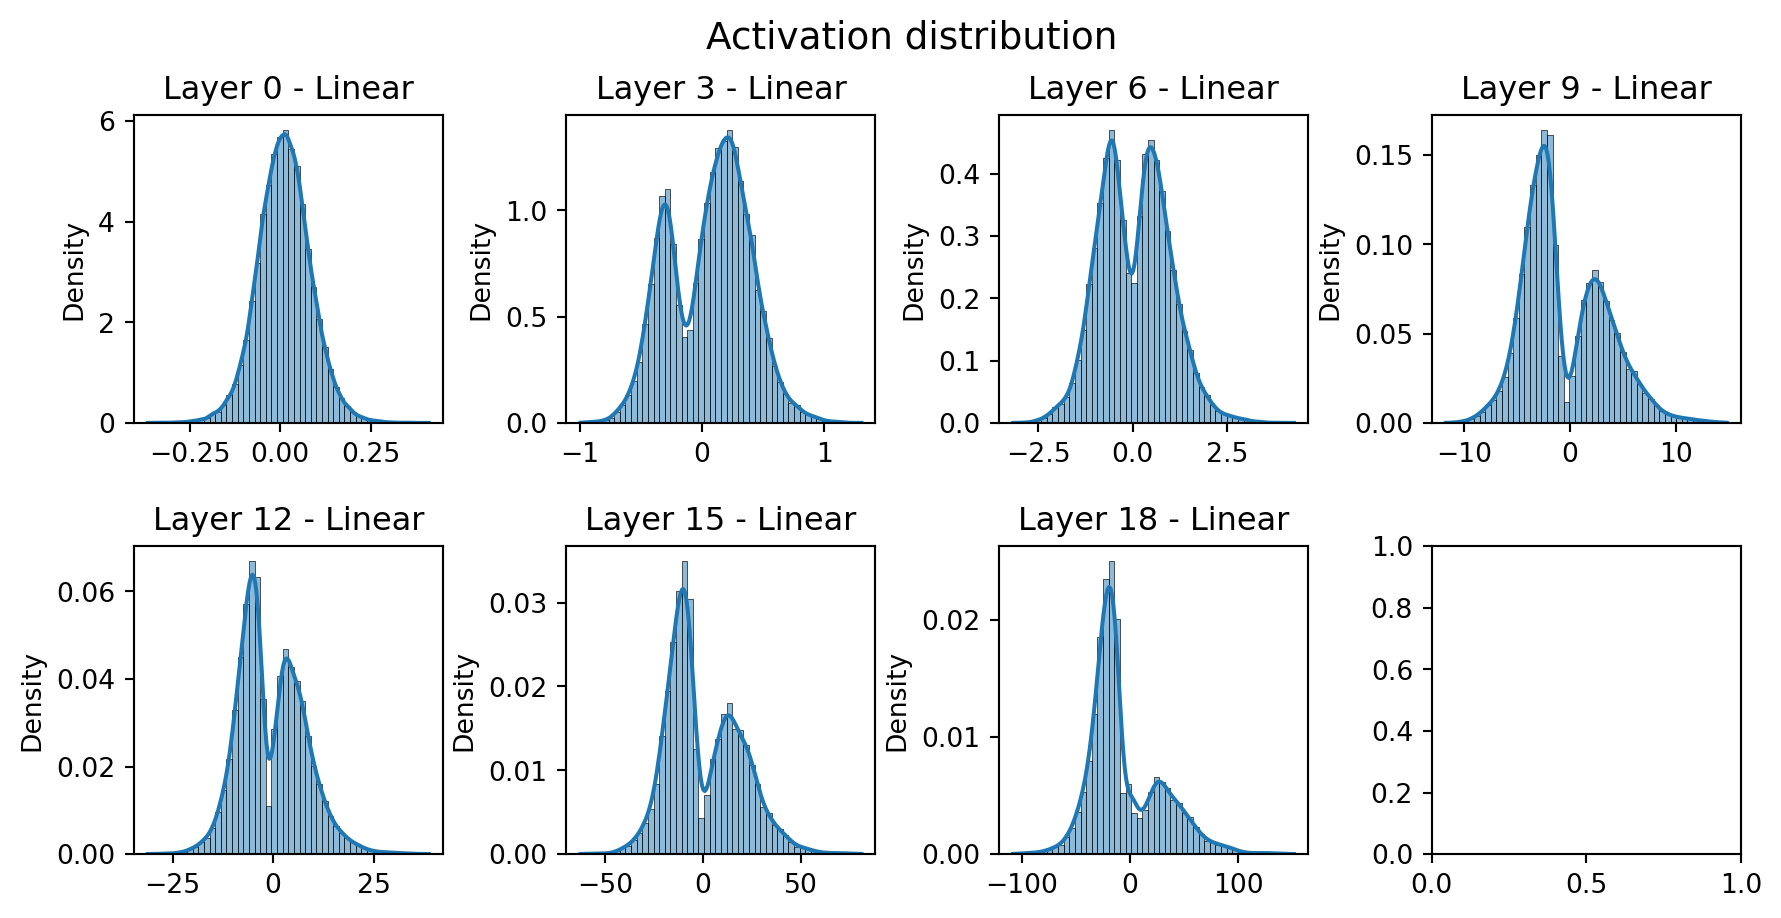 Activation distribution
Layer 0 - Linear
Layer 3 - Linear
Layer 6 - Linear
Layer 9 - Linear
Density
6
4
2
0
−0.25 0.00 0.25
Density
1.0
0.5
0.0
−1 0 1
Density
0.4
0.3
0.2
0.1
0.0
−2.5 0.0 2.5
Density
0.15
0.10
0.05
0.00
−10 0 10
Layer 12 - Linear
Layer 15 - Linear
Layer 18 - Linear
Density
0.06
0.04
0.02
0.00
−25 0 25
Density
0.03
0.02
0.01
0.00
−50 0 50
Density
0.02
0.01
0.00
−100 0 100
1.0
0.8
0.6
0.4
0.2
0.0
0.0 0.5 1.0